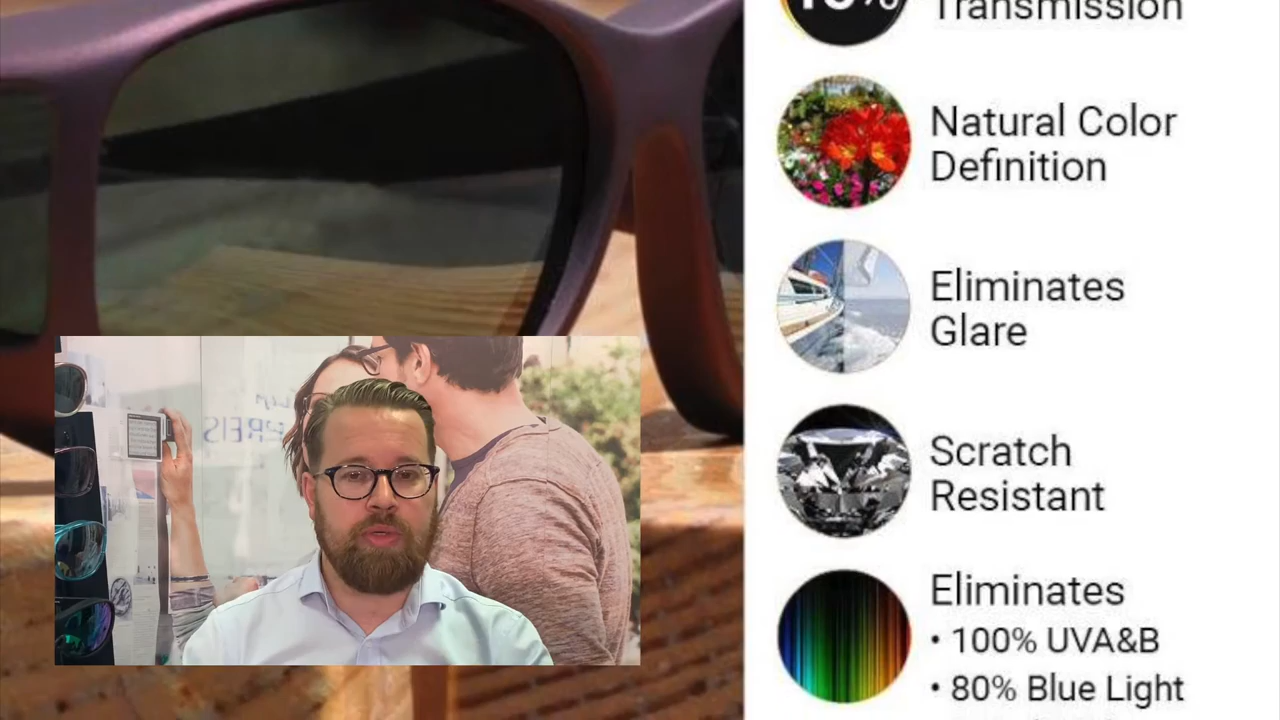 Transmission
Natural Color
Definition
Eliminates
Glare
Scratch
Resistant
Eliminates
• 100% UVA&B
• 80% Blue Light